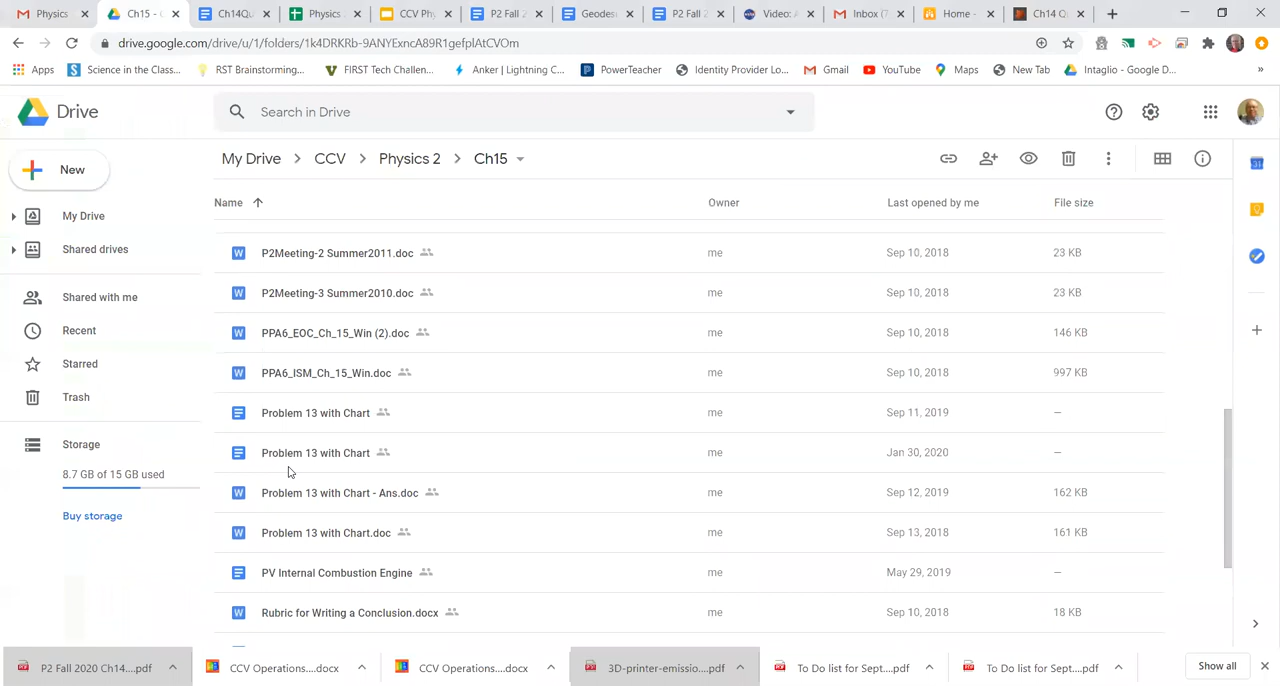 Physics
Ch15 - C
Ch14Qu
Physics
CCV Phy
P2 Fall 2
Geodes
P2 Fall 2
Video: A
Inbox (7
Home -
Ch14 Q
drive.google.com/drive/u/1/folders/1k4DRKRb-9ANYExncA89R1gefplAtCVOm
Apps
Science in the Class...
RST Brainstorming...
FIRST Tech Challen...
Anker | Lightning C...
PowerTeacher
Identity Provider Lo...
Gmail
YouTube
Maps
New Tab
Intaglio - Google D...
»
Drive
Search in Drive
New
My Drive
CCV
Physics 2
Ch15
My Drive
Shared drives
Shared with me
Recent
Starred
Trash
Storage
8.7 GB of 15 GB used
Buy storage
Name Owner Last opened by me File size
P2Meeting-2 Summer2011.doc me Sep 10, 2018 23 KB
P2Meeting-3 Summer2010.doc me Sep 10, 2018 23 KB
PPA6_EOC_Ch_15_Win (2).doc me Sep 10, 2018 146 KB
PPA6_ISM_Ch_15_Win.doc me Sep 10, 2018 997 KB
Problem 13 with Chart me Sep 11, 2019 —
Problem 13 with Chart me Jan 30, 2020 —
Problem 13 with Chart - Ans.doc me Sep 12, 2019 162 KB
Problem 13 with Chart.doc me Sep 13, 2018 161 KB
PV Internal Combustion Engine me May 29, 2019 —
Rubric for Writing a Conclusion.docx me Sep 10, 2018 18 KB
31
P2 Fall 2020 Ch14....pdf
CCV Operations....docx
CCV Operations....docx
3D-printer-emissio....pdf
To Do list for Sept....pdf
To Do list for Sept....pdf
Show all